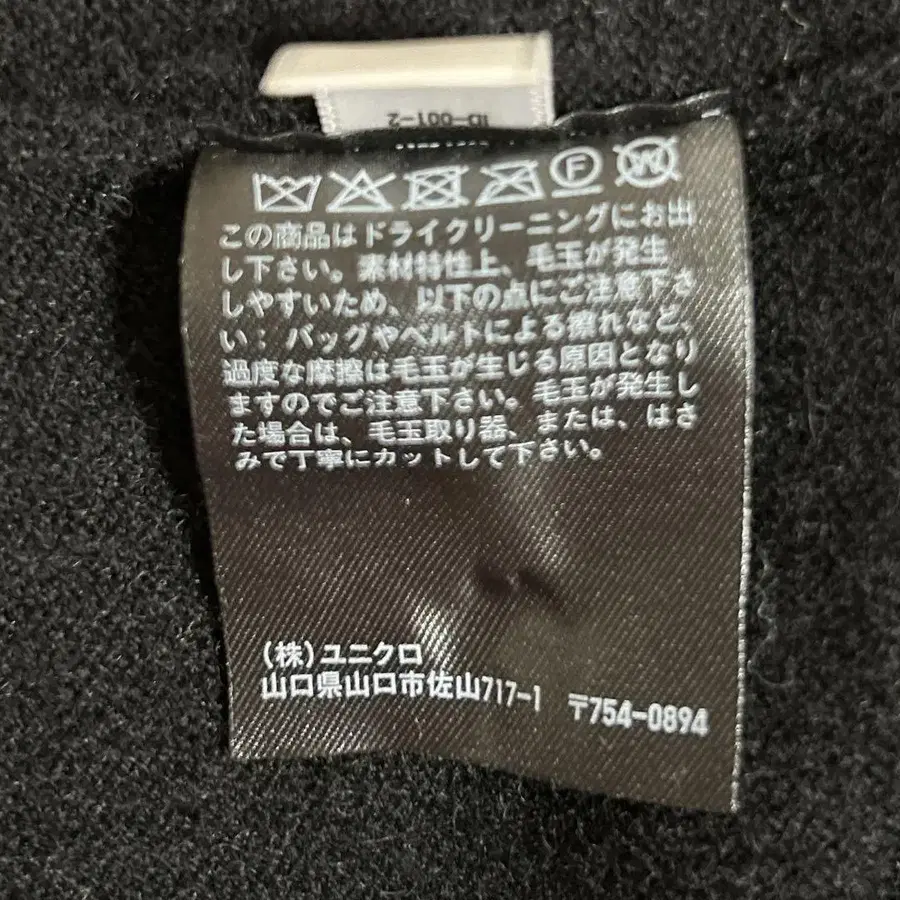 ID-001-2
F W
この商品はドライクリーニングにお出
し下さい。素材特性上、毛玉が発生
しやすいため、以下の点にご注意下さ
い：バッグやベルトによる擦れなど、
過度な摩擦は毛玉が生じる原因となり
ますのでご注意下さい。毛玉が発生し
た場合は、毛玉取り器、または、はさ
みで丁寧にカットして下さい。
(株)ユニクロ
山口県山口市佐山717-1 〒754-0894